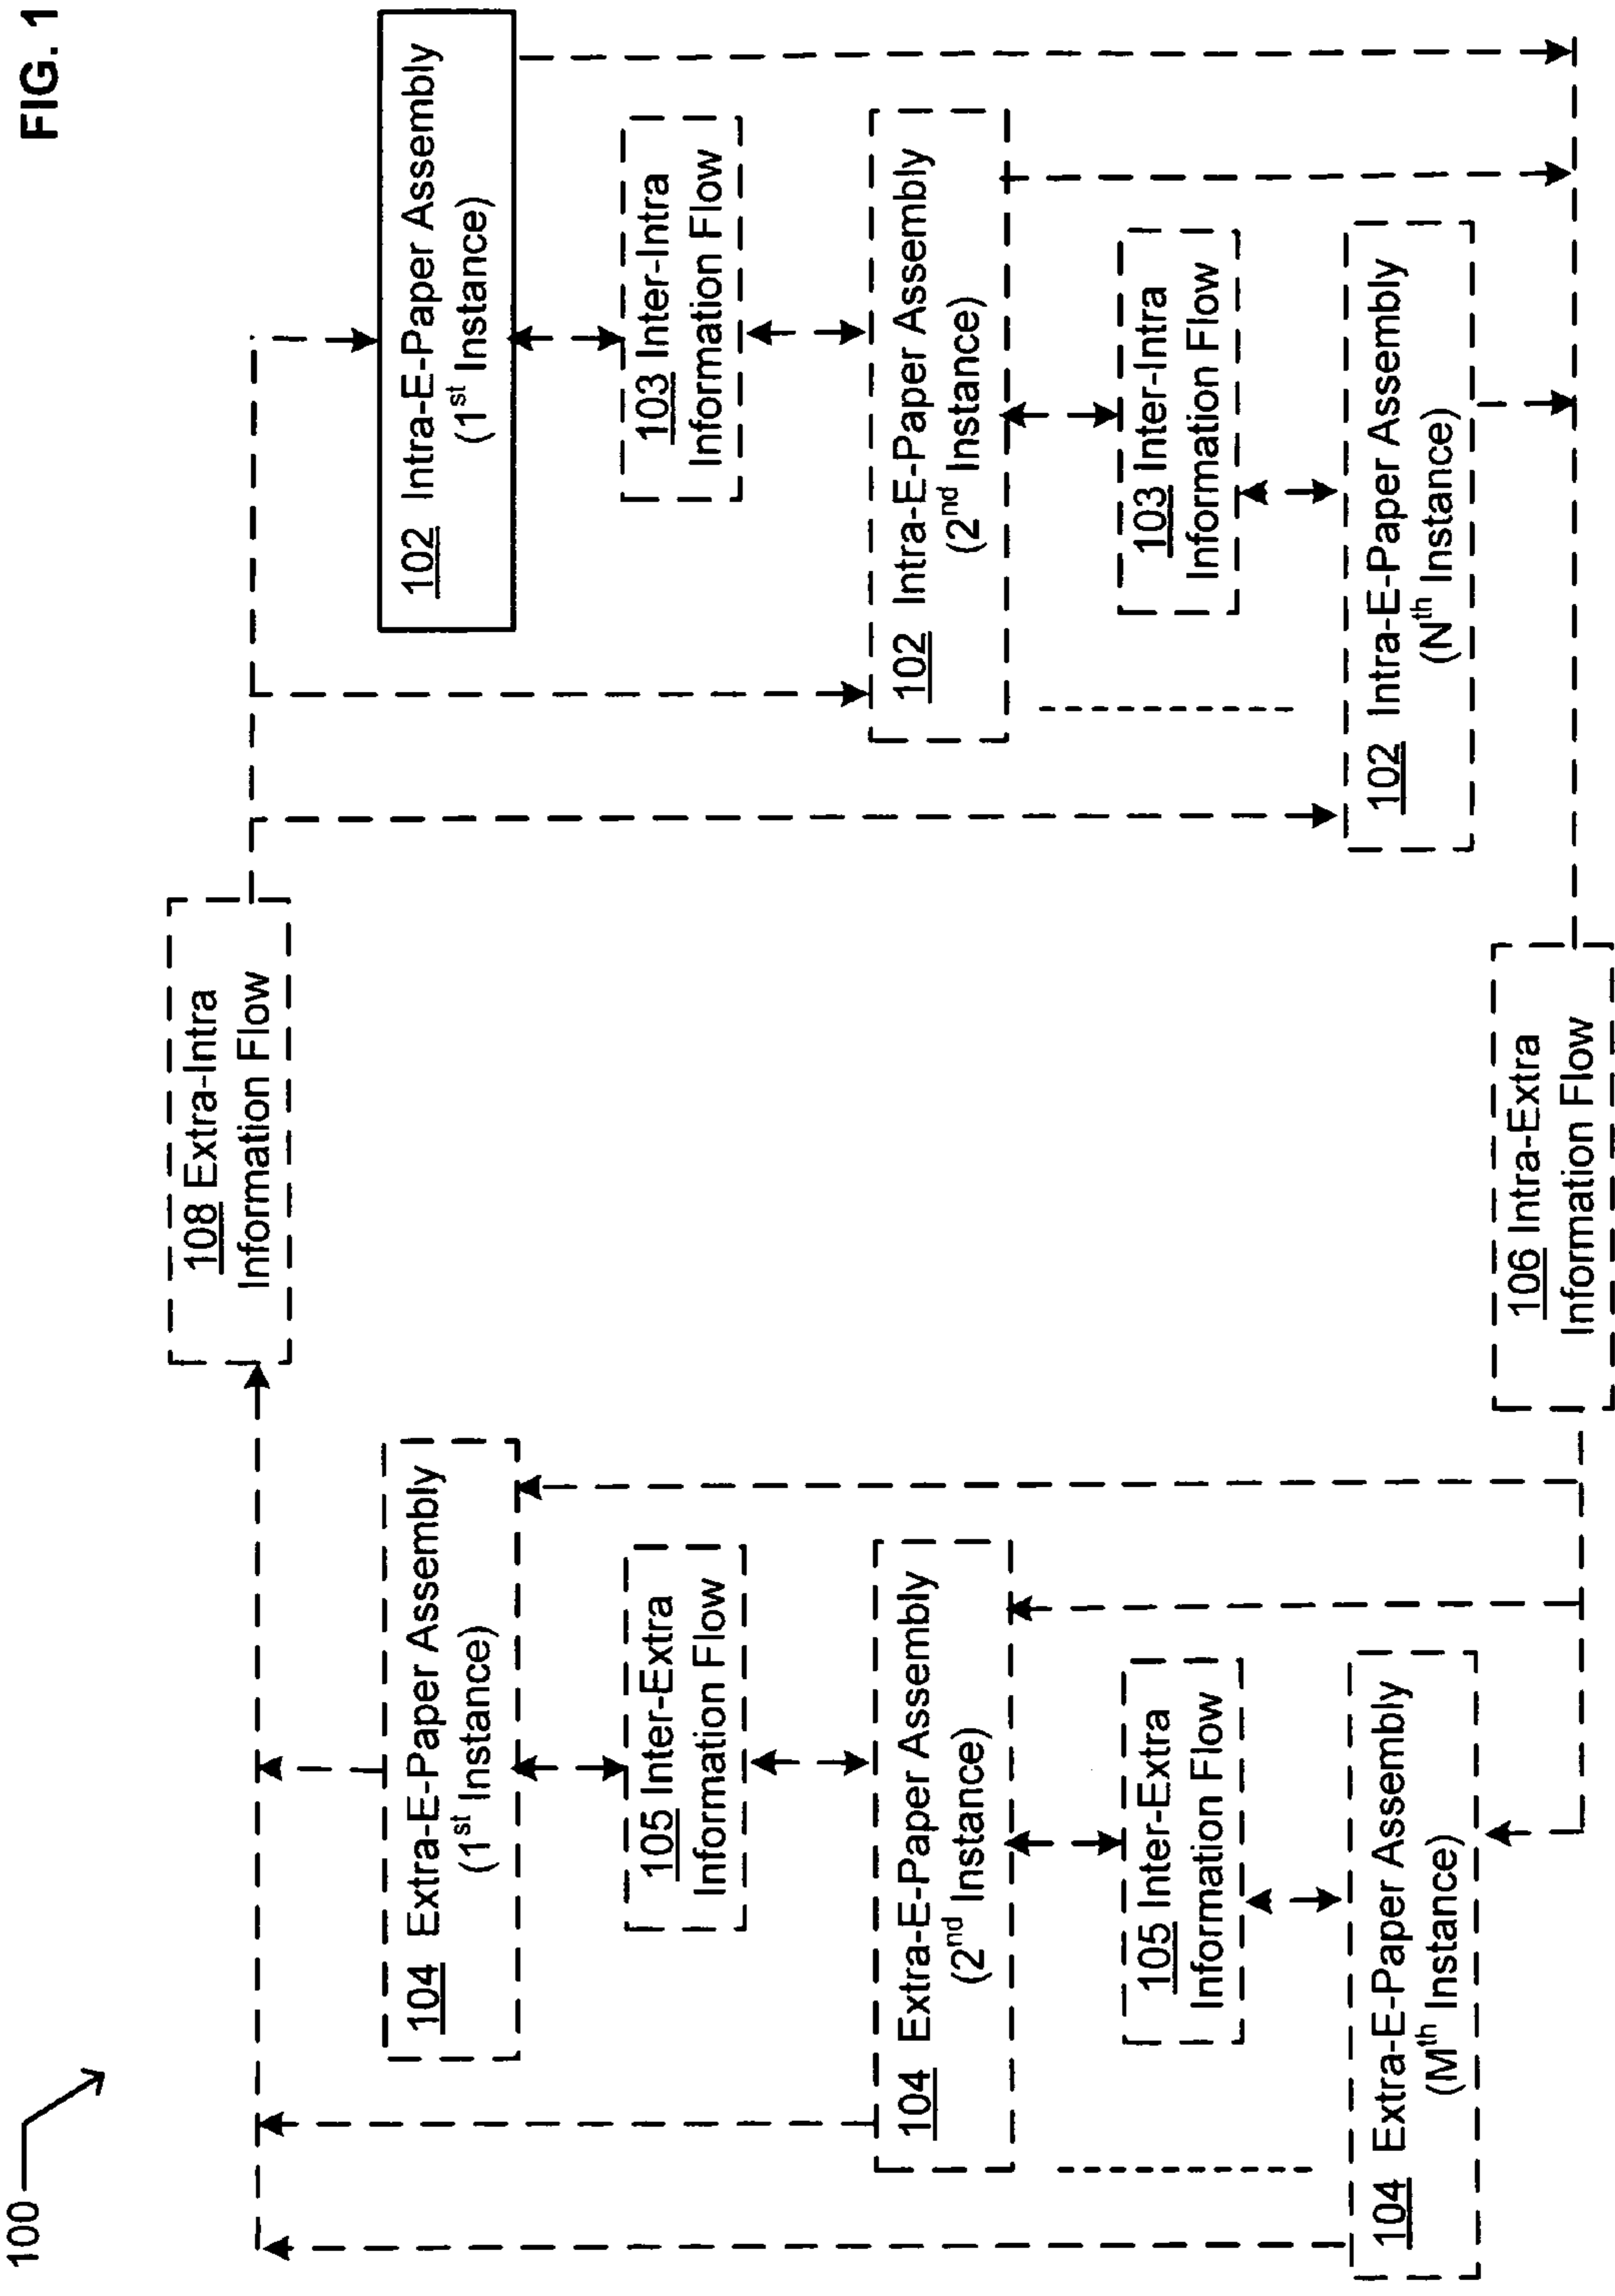 FIG. 1
100
108 Extra-Intra
Information Flow
104 Extra-E-Paper Assembly
(1st Instance)
105 Inter-Extra
Information Flow
104 Extra-E-Paper Assembly
(2nd Instance)
105 Inter-Extra
Information Flow
104 Extra-E-Paper Assembly
(Mth Instance)
102 Intra-E-Paper Assembly
(1st Instance)
103 Inter-Intra
Information Flow
102 Intra-E-Paper Assembly
(2nd Instance)
103 Inter-Intra
Information Flow
102 Intra-E-Paper Assembly
(Nth Instance)
106 Intra-Extra
Information Flow